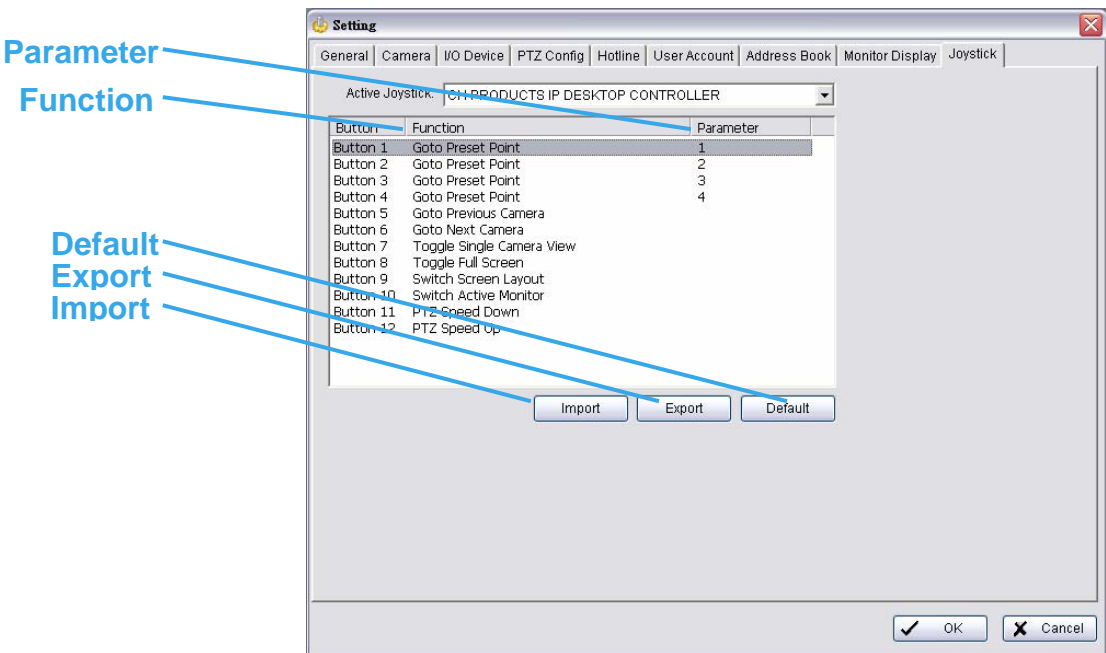 Setting
General Camera I/O Device PTZ Config Hotline User Account Address Book Monitor Display Joystick
Parameter
Function
Active Joystick: CH PRODUCTS IP DESKTOP CONTROLLER
Button Function Parameter
Button 1 Goto Preset Point 1
Button 2 Goto Preset Point 2
Button 3 Goto Preset Point 3
Button 4 Goto Preset Point 4
Button 5 Goto Previous Camera
Button 6 Goto Next Camera
Button 7 Toggle Single Camera View
Button 8 Toggle Full Screen
Button 9 Switch Screen Layout
Button 10 Switch Active Monitor
Button 11 PTZ Speed Down
Button 12 PTZ Speed Up
Default
Export
Import
Import Export Default
OK Cancel